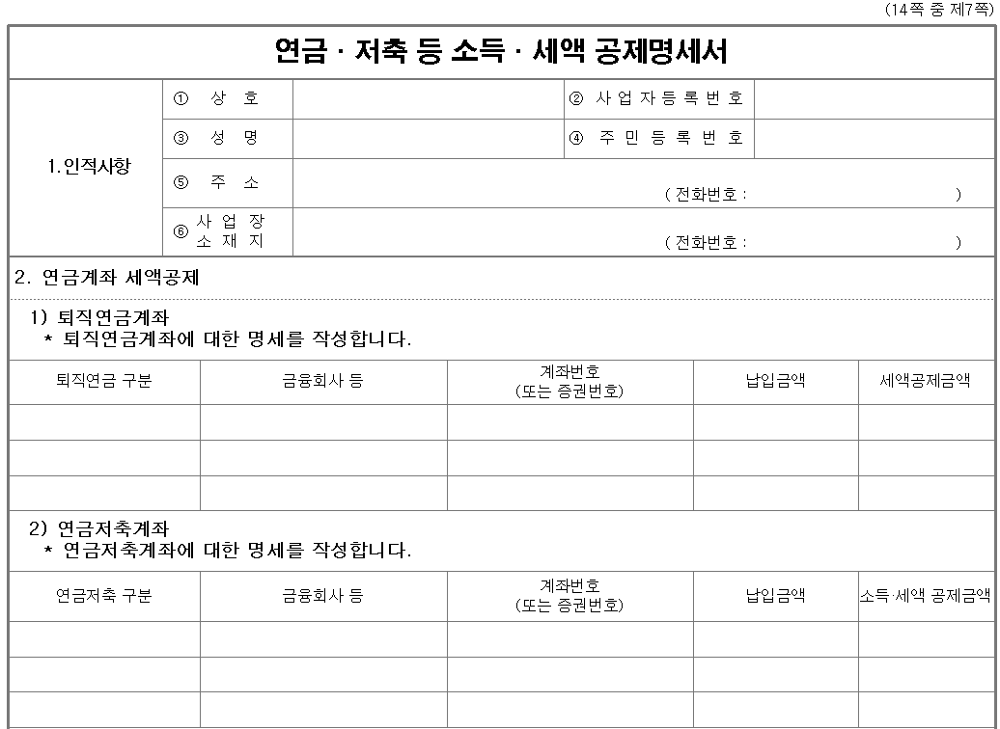 (14쪽 중 제7쪽)
연금 · 저축 등 소득 · 세액 공제명세서
1.인적사항
① 상 호
② 사 업 자 등 록 번 호
③ 성 명
④ 주 민 등 록 번 호
⑤ 주 소
( 전화번호 : )
⑥ 사 업 장
소 재 지
( 전화번호 : )
2. 연금계좌 세액공제
1) 퇴직연금계좌
* 퇴직연금계좌에 대한 명세를 작성합니다.
퇴직연금 구분 금융회사 등 계좌번호 납입금액 세액공제금액
(또는 증권번호)
2) 연금저축계좌
* 연금저축계좌에 대한 명세를 작성합니다.
연금저축 구분 금융회사 등 계좌번호 납입금액 소득·세액 공제금액
(또는 증권번호)